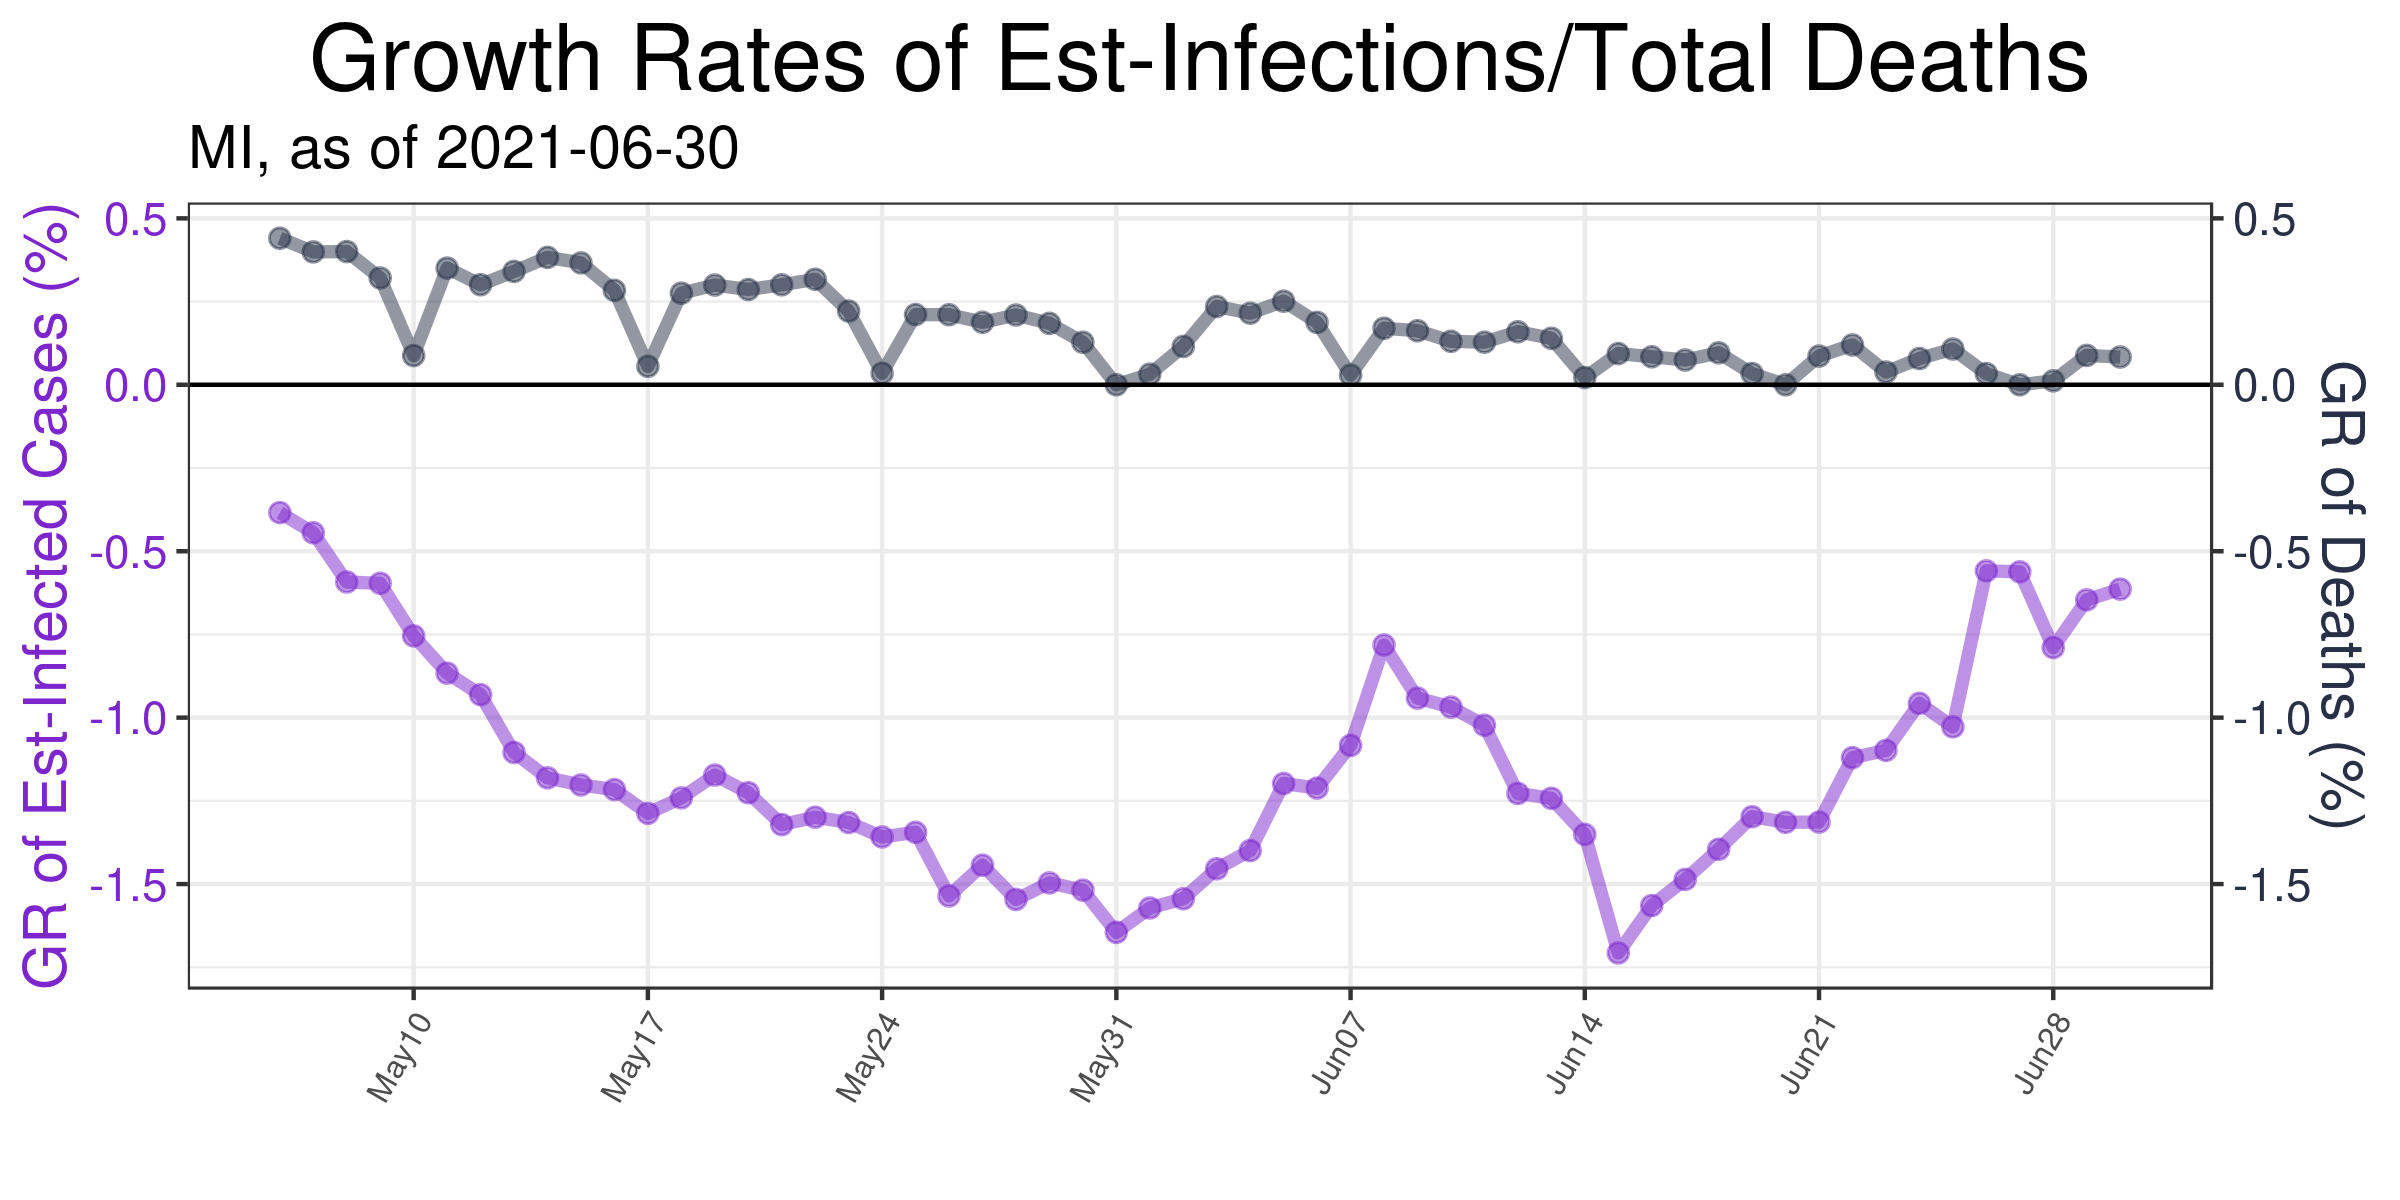 Growth Rates of Est-Infections/Total Deaths
MI, as of 2021-06-30
GR of Est-Infected Cases (%)
0.5
0.0
-0.5
-1.0
-1.5
0.5
0.0
-0.5
-1.0
-1.5
GR of Deaths (%)
May10
May17
May24
May31
Jun07
Jun14
Jun21
Jun28